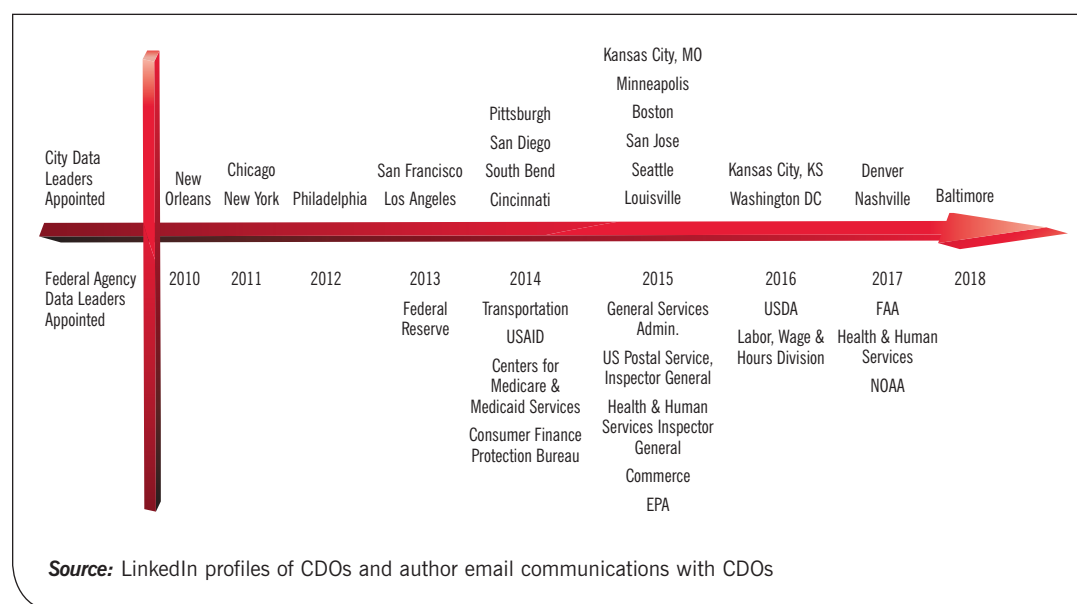 City Data
Leaders
Appointed
New
Orleans
Chicago
New York
Philadelphia
San Francisco
Los Angeles
Pittsburgh
San Diego
South Bend
Cincinnati
Kansas City, MO
Minneapolis
Boston
San Jose
Seattle
Louisville
Kansas City, KS
Washington DC
Denver
Nashville
Baltimore
Federal Agency
Data Leaders
Appointed
2010
2011
2012
2013
Federal
Reserve
2014
Transportation
USAID
Centers for
Medicare &
Medicaid Services
Consumer Finance
Protection Bureau
2015
General Services
Admin.
US Postal Service,
Inspector General
Health & Human
Services Inspector
General
Commerce
EPA
2016
USDA
Labor, Wage &
Hours Division
2017
FAA
Health & Human
Services
NOAA
2018
Source: LinkedIn profiles of CDOs and author email communications with CDOs